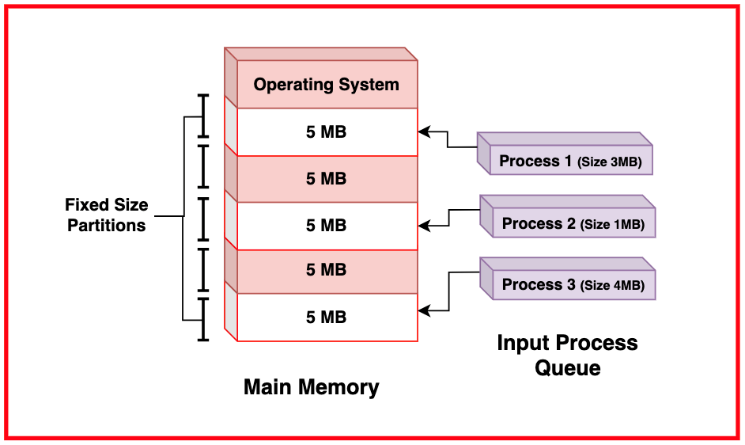 Operating System
5 MB
5 MB
5 MB
5 MB
5 MB
Fixed Size
Partitions
Process 1 (Size 3MB)
Process 2 (Size 1MB)
Process 3 (Size 4MB)
Input Process
Queue
Main Memory